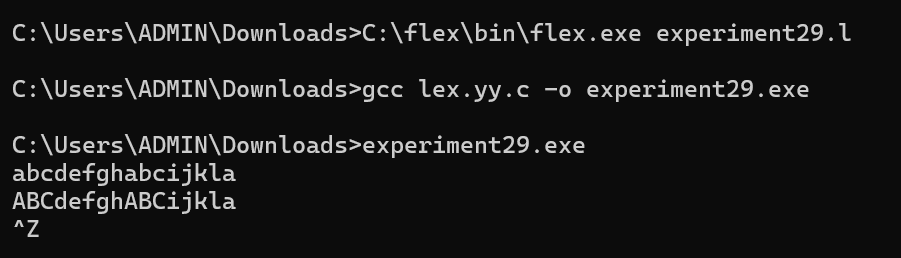 C:\Users\ADMIN\Downloads>C:\flex\bin\flex.exe experiment29.l
C:\Users\ADMIN\Downloads>gcc lex.yy.c -o experiment29.exe
C:\Users\ADMIN\Downloads>experiment29.exe
abcdefghabcijkla
ABCdefghABCijkla
^Z